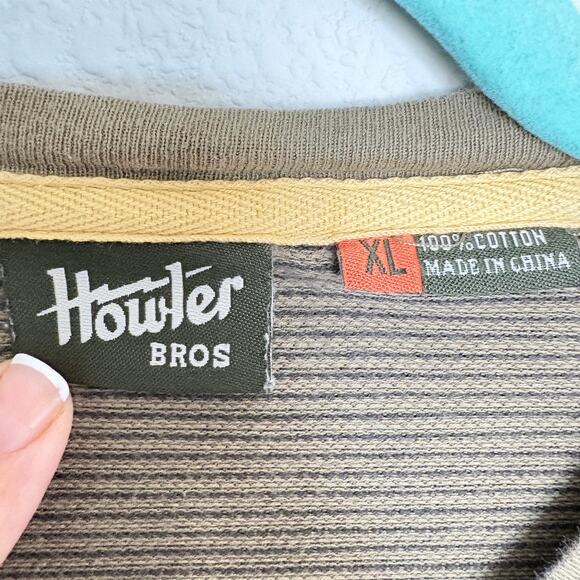 Howler
BROS
XL
100% COTTON
MADE IN CHINA